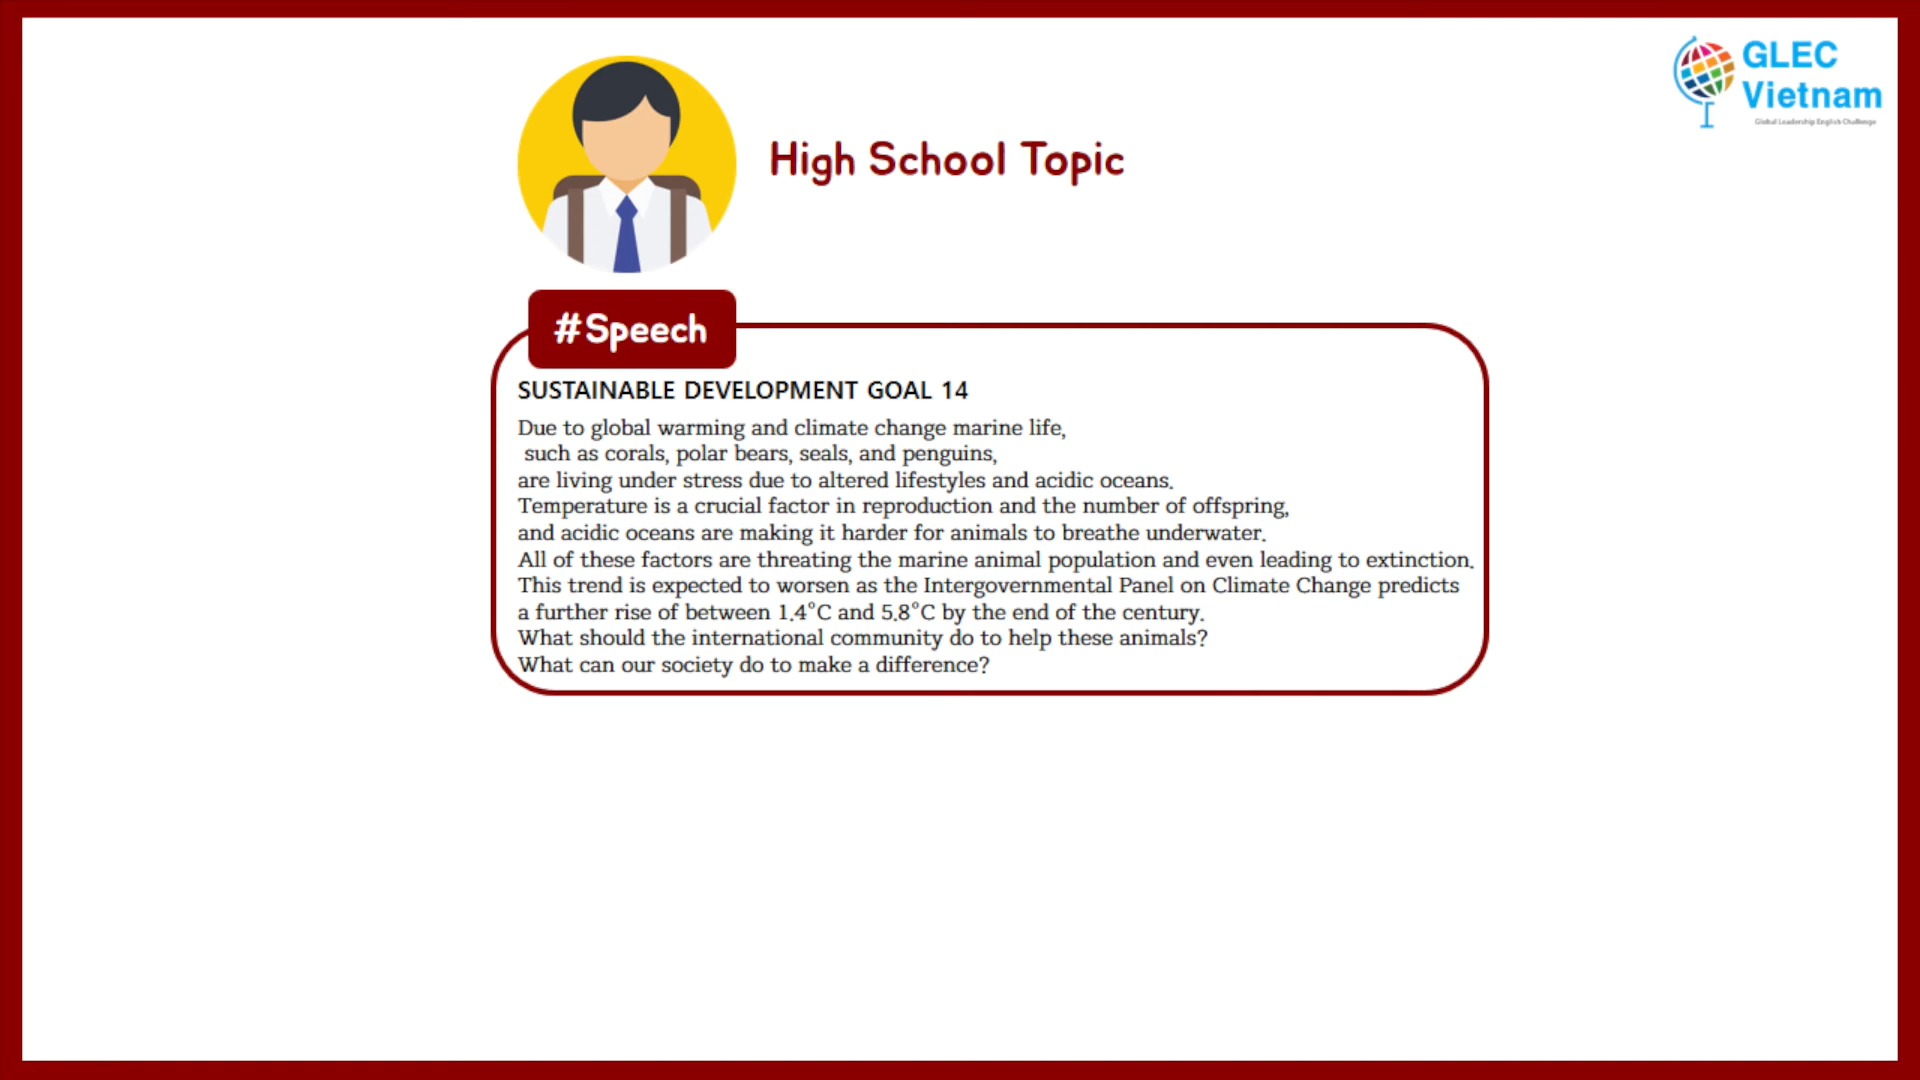 GLEC
Vietnam
Global Leadership English Challenge
High School Topic
#Speech
SUSTAINABLE DEVELOPMENT GOAL 14
Due to global warming and climate change marine life,
such as corals, polar bears, seals, and penguins,
are living under stress due to altered lifestyles and acidic oceans.
Temperature is a crucial factor in reproduction and the number of offspring,
and acidic oceans are making it harder for animals to breathe underwater.
All of these factors are threating the marine animal population and even leading to extinction.
This trend is expected to worsen as the Intergovernmental Panel on Climate Change predicts
a further rise of between 1.4°C and 5.8°C by the end of the century.
What should the international community do to help these animals?
What can our society do to make a difference?